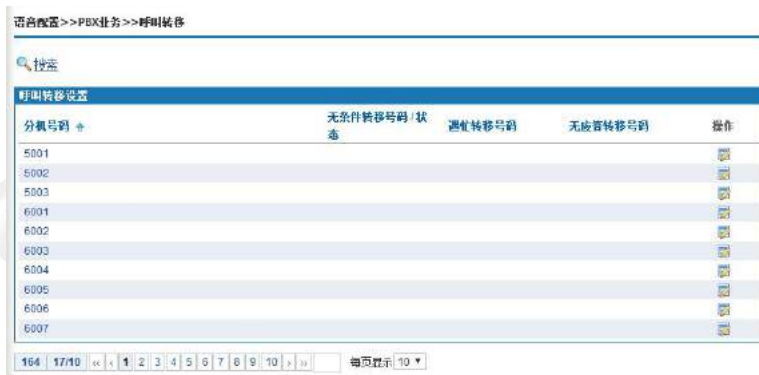 语音配置>>PBX业务>>呼叫转移
搜索
呼叫转移设置
分机号码 无条件转移号码/状态 遇忙转移号码 无应答转移号码 操作
5001
5002
5003
6001
6002
6003
6004
6005
6006
6007
164 17/10 « ‹ 1 2 3 4 5 6 7 8 9 10 › » 每页显示 10